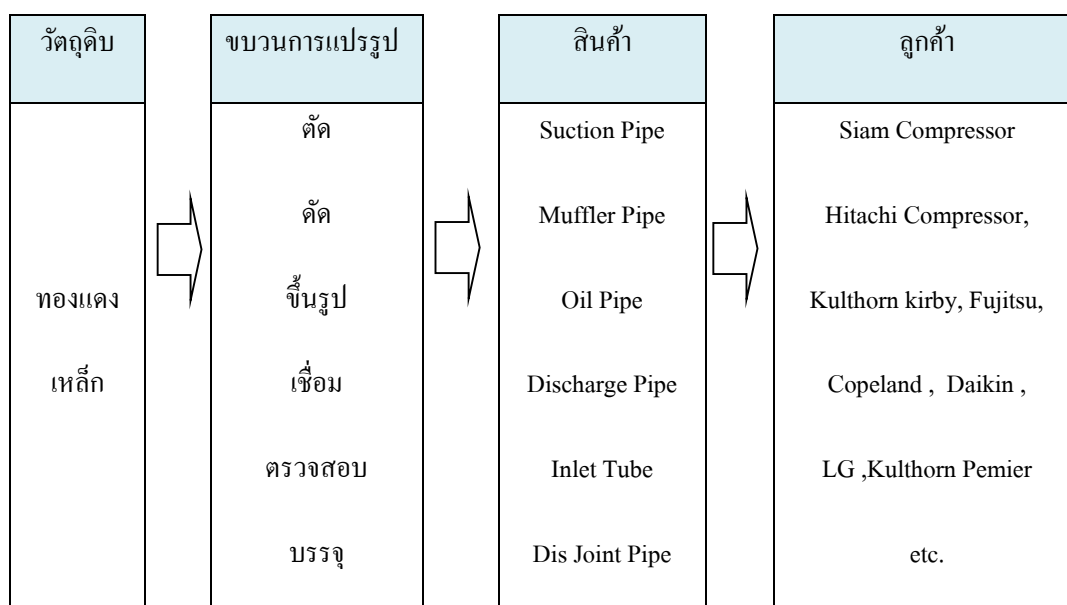 วัตถุดิบ
ทองแดง
เหล็ก
ขบวนการแปรรูป
ตัด
ดัด
ขึ้นรูป
เชื่อม
ตรวจสอบ
บรรจุ
สินค้า
Suction Pipe
Muffler Pipe
Oil Pipe
Discharge Pipe
Inlet Tube
Dis Joint Pipe
ลูกค้า
Siam Compressor
Hitachi Compressor,
Kulthorn kirby, Fujitsu,
Copeland , Daikin ,
LG ,Kulthorn Pemier
etc.